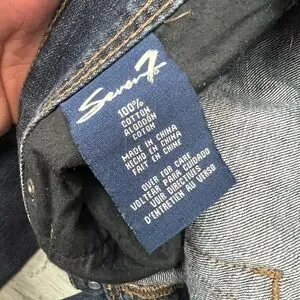 Seven7
100%
COTTON
ALGODON
COTON
MADE IN CHINA
HECHO EN CHINA
FAIT EN CHINE
OVER FOR CARE
VOLTEAR PARA CUIDADO
VOIR DIRECTIVES
D'ENTRETIEN AU VERSO